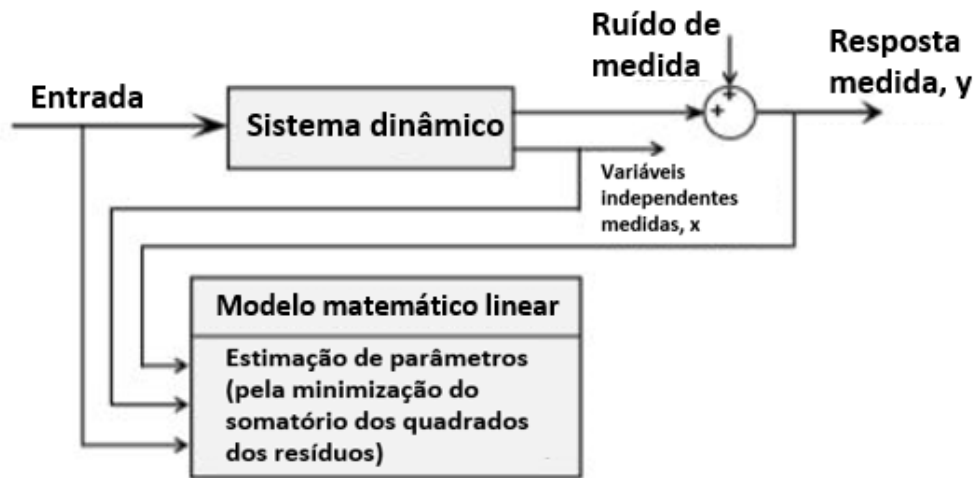 Ruído de
medida
Resposta
medida, y
Entrada
Sistema dinâmico
+
+
Variáveis
independentes
medidas, x
Modelo matemático linear
Estimação de parâmetros
(pela minimização do
somatório dos quadrados
dos resíduos)